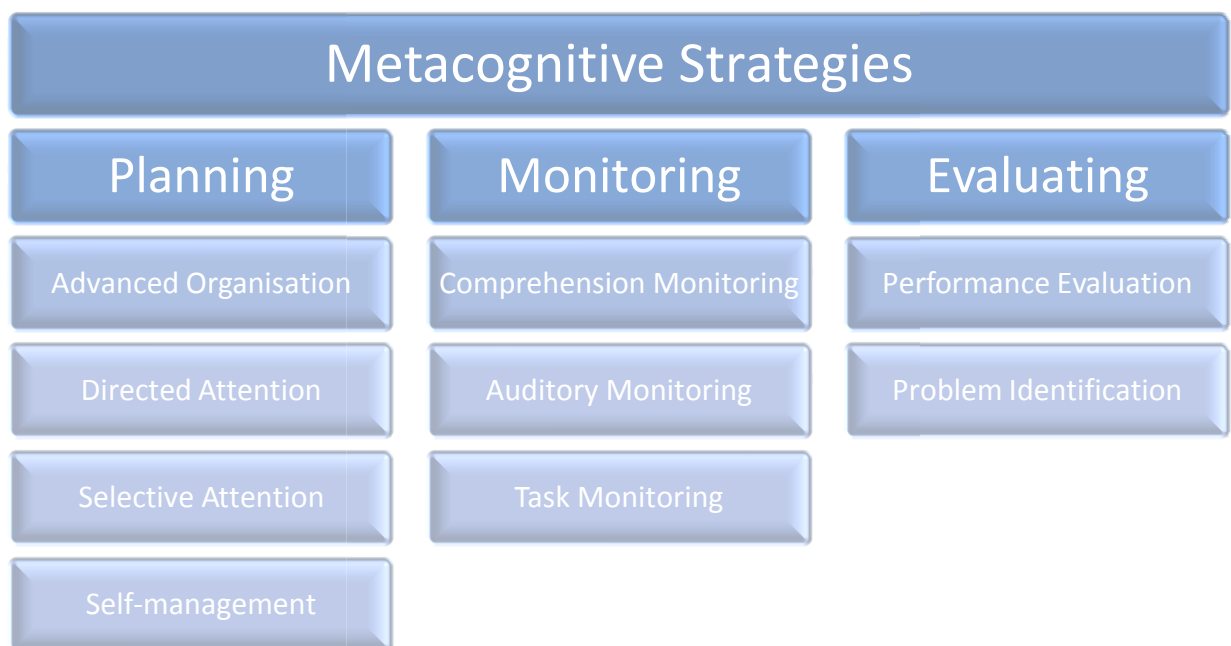 Metacognitive Strategies
Planning
Monitoring
Evaluating
Advanced Organisation
Comprehension Monitoring
Performance Evaluation
Directed Attention
Auditory Monitoring
Problem Identification
Selective Attention
Task Monitoring
Self-management